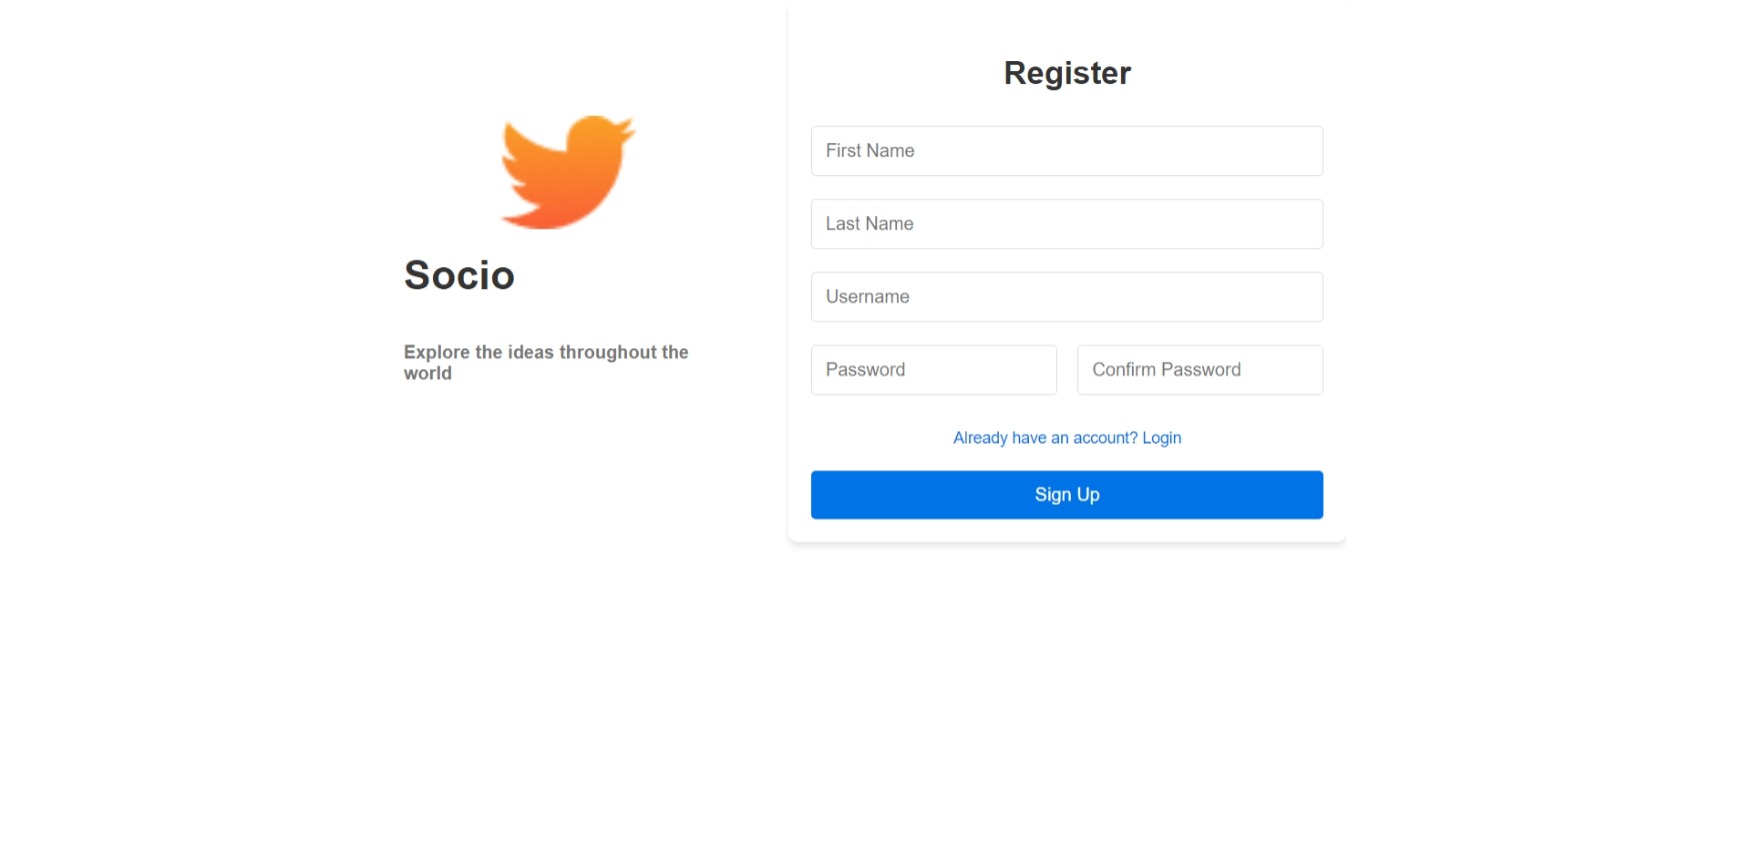 Socio
Explore the ideas throughout the
world
Register
First Name
Last Name
Username
Password
Confirm Password
Already have an account? Login
Sign Up